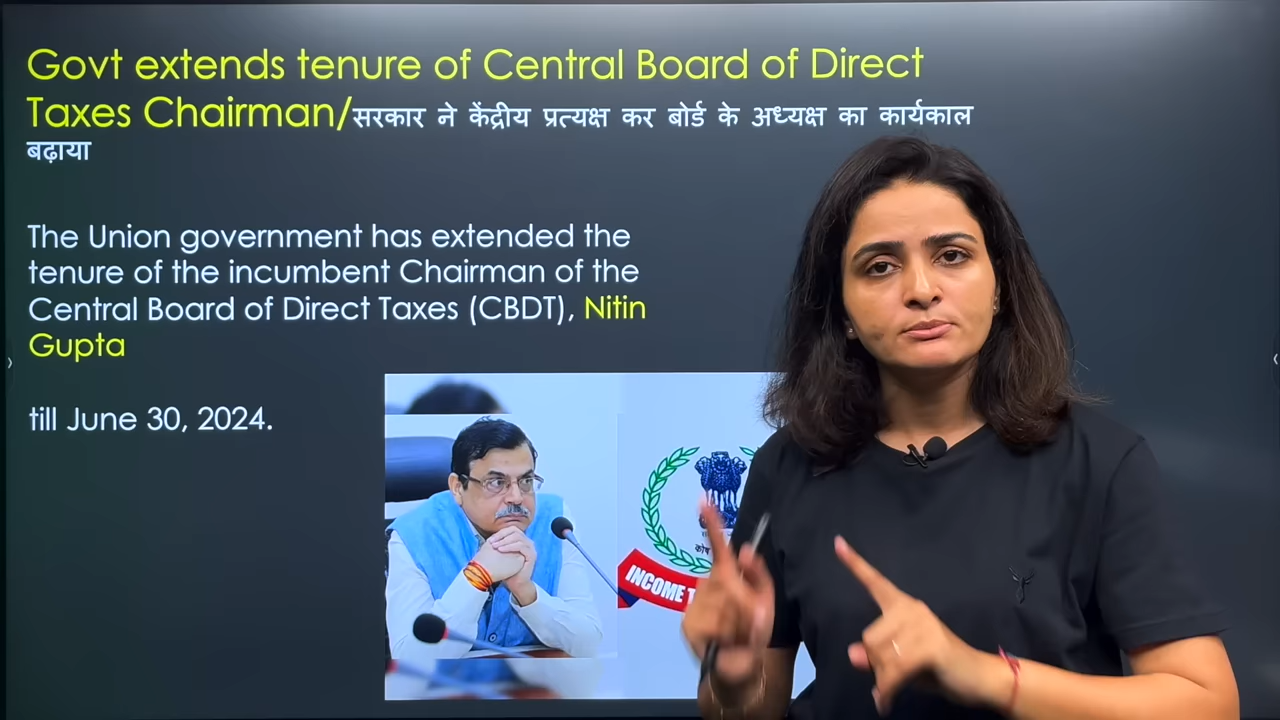 Govt extends tenure of Central Board of Direct
Taxes Chairman/सरकार ने केंद्रीय प्रत्यक्ष कर बोर्ड के अध्यक्ष का कार्यकाल
बढ़ाया
The Union government has extended the
tenure of the incumbent Chairman of the
Central Board of Direct Taxes (CBDT), Nitin
Gupta
till June 30, 2024.
INCOME